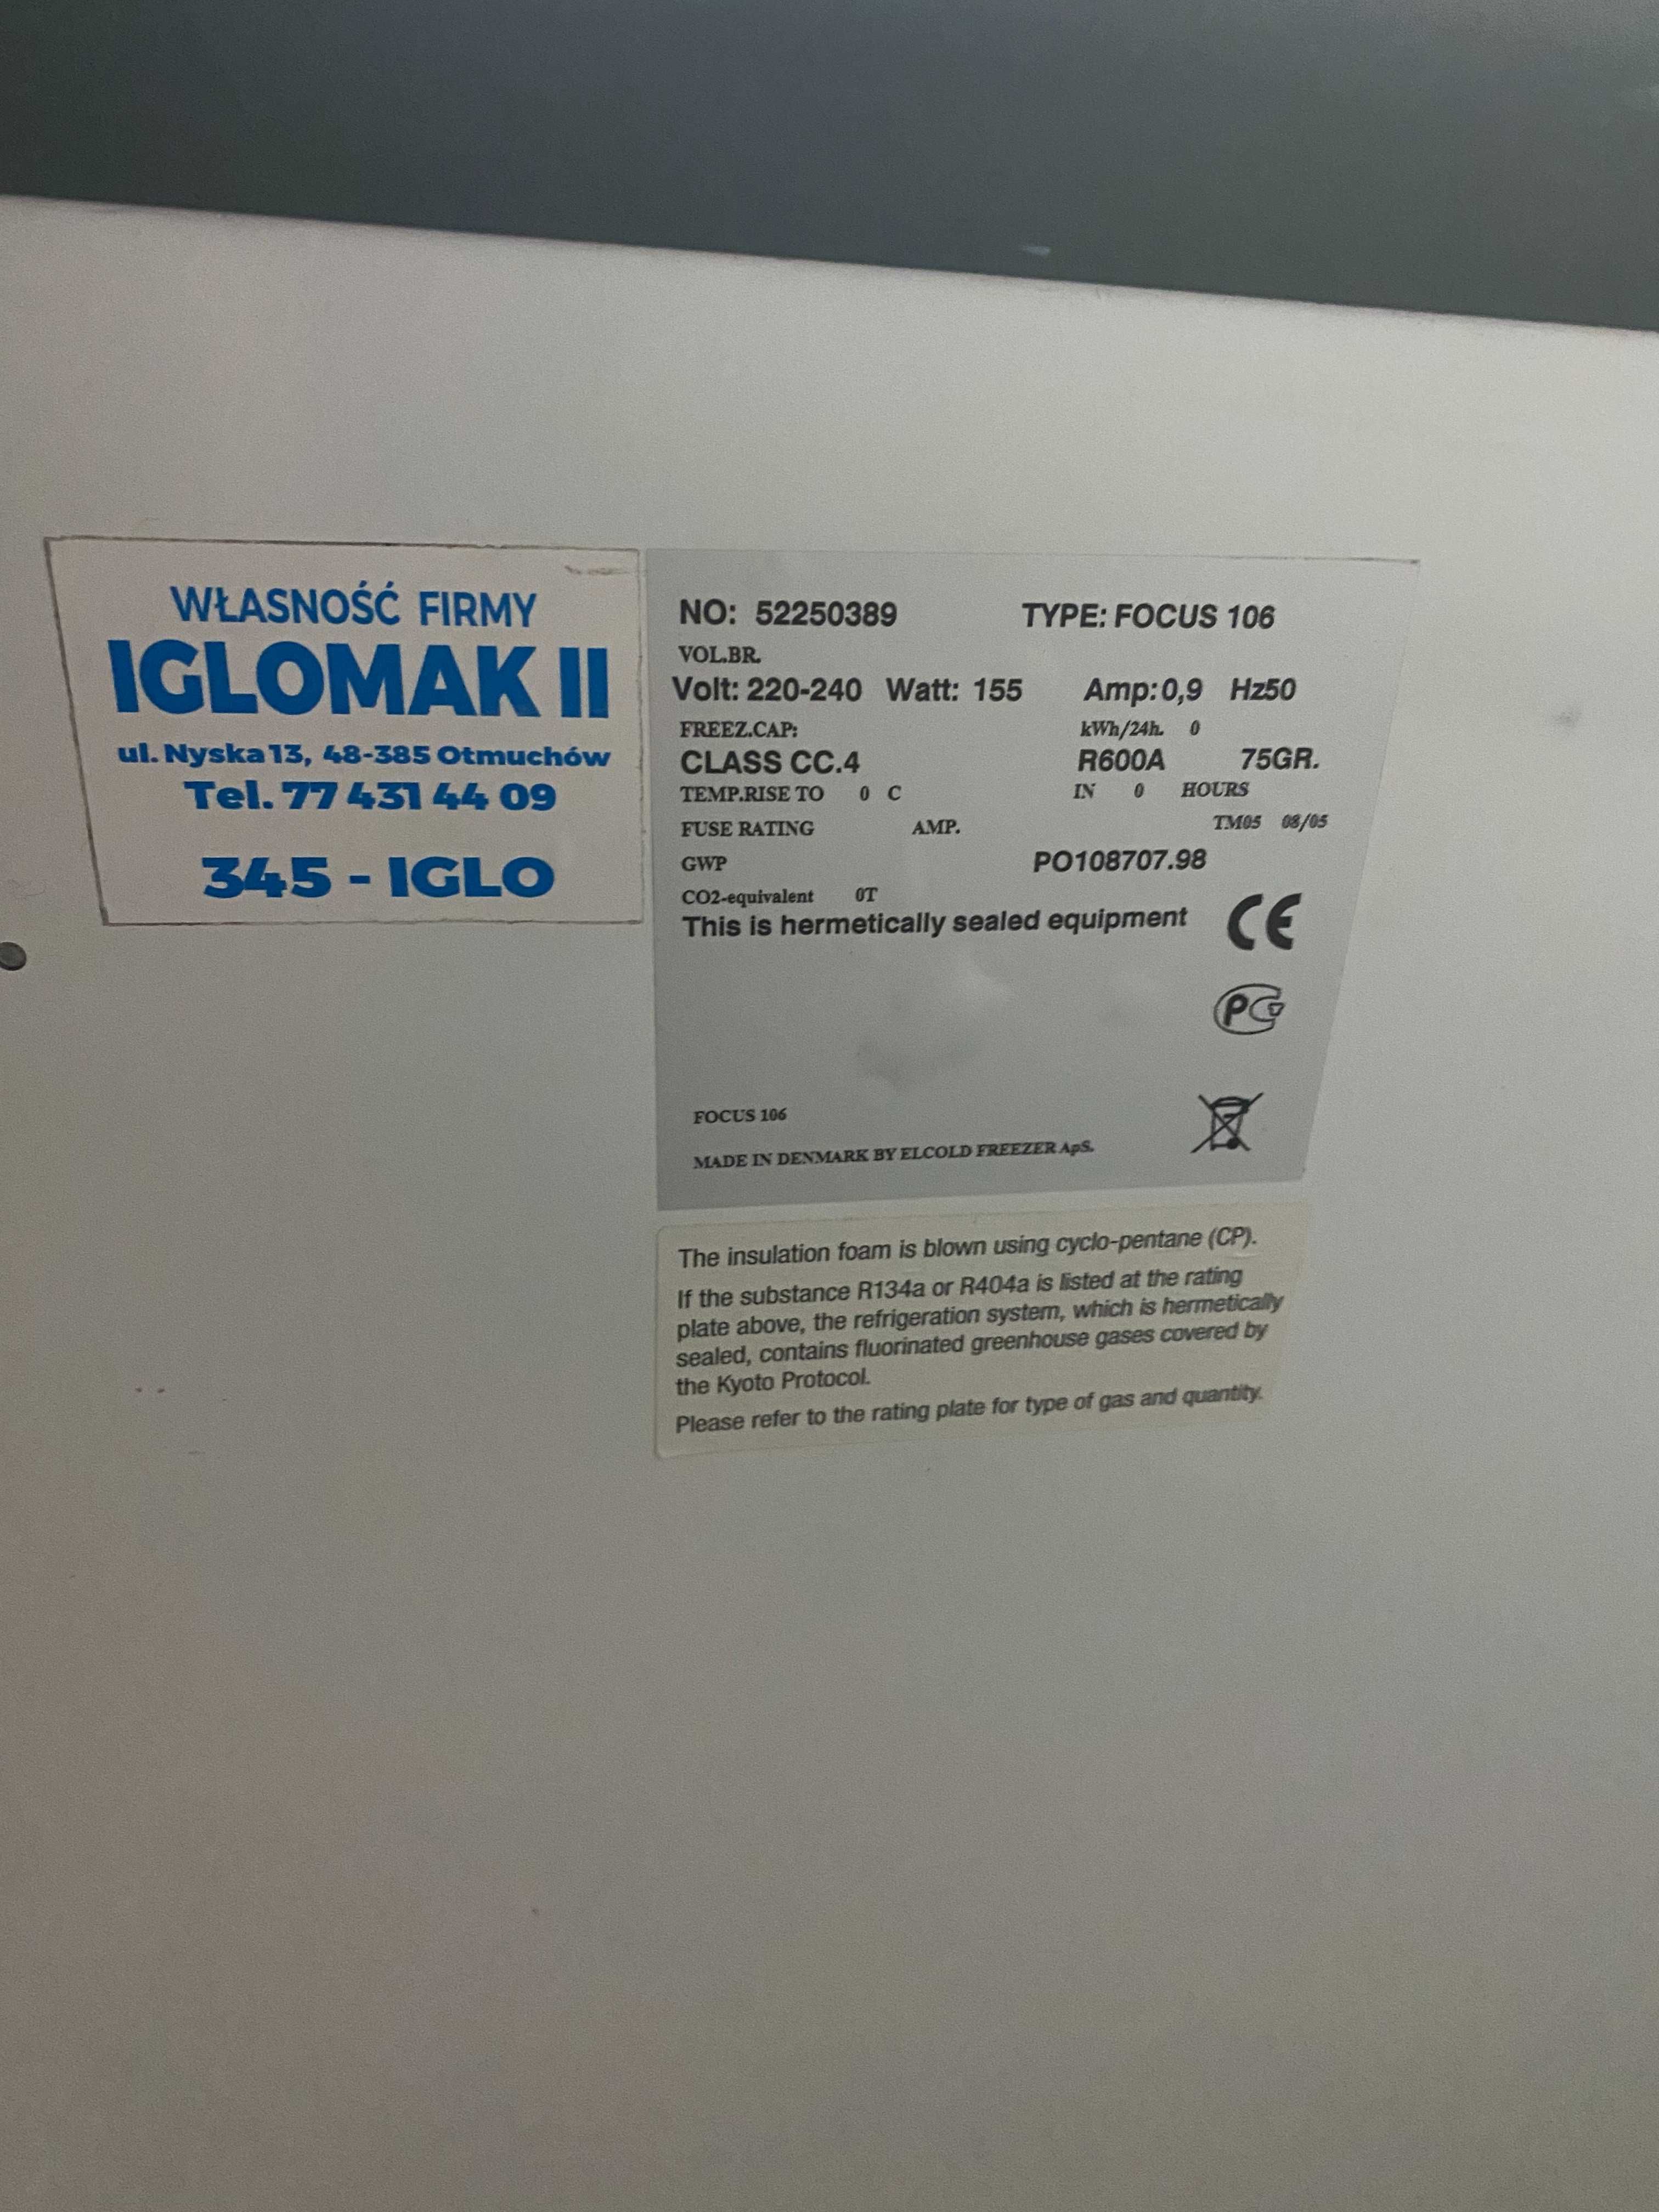 WŁASNOŚĆ FIRMY
IGLOMAK II
ul. Nyska 13, 48-385 Otmuchów
Tel. 77 431 44 09
345 - IGLO
NO: 52250389 TYPE: FOCUS 106
VOL.BR.
Volt: 220-240 Watt: 155 Amp: 0,9 Hz50
FREEZ.CAP: kWh/24h. 0
CLASS CC.4 R600A 75GR.
TEMP.RISE TO 0 C IN 0 HOURS
FUSE RATING AMP. TM05 08/05
GWP PO108707.98
CO2-equivalent 0T
This is hermetically sealed equipment CE
PG
FOCUS 106
MADE IN DENMARK BY ELCOLD FREEZER ApS.
The insulation foam is blown using cyclo-pentane (CP).
If the substance R134a or R404a is listed at the rating
plate above, the refrigeration system, which is hermetically
sealed, contains fluorinated greenhouse gases covered by
the Kyoto Protocol.
Please refer to the rating plate for type of gas and quantity.